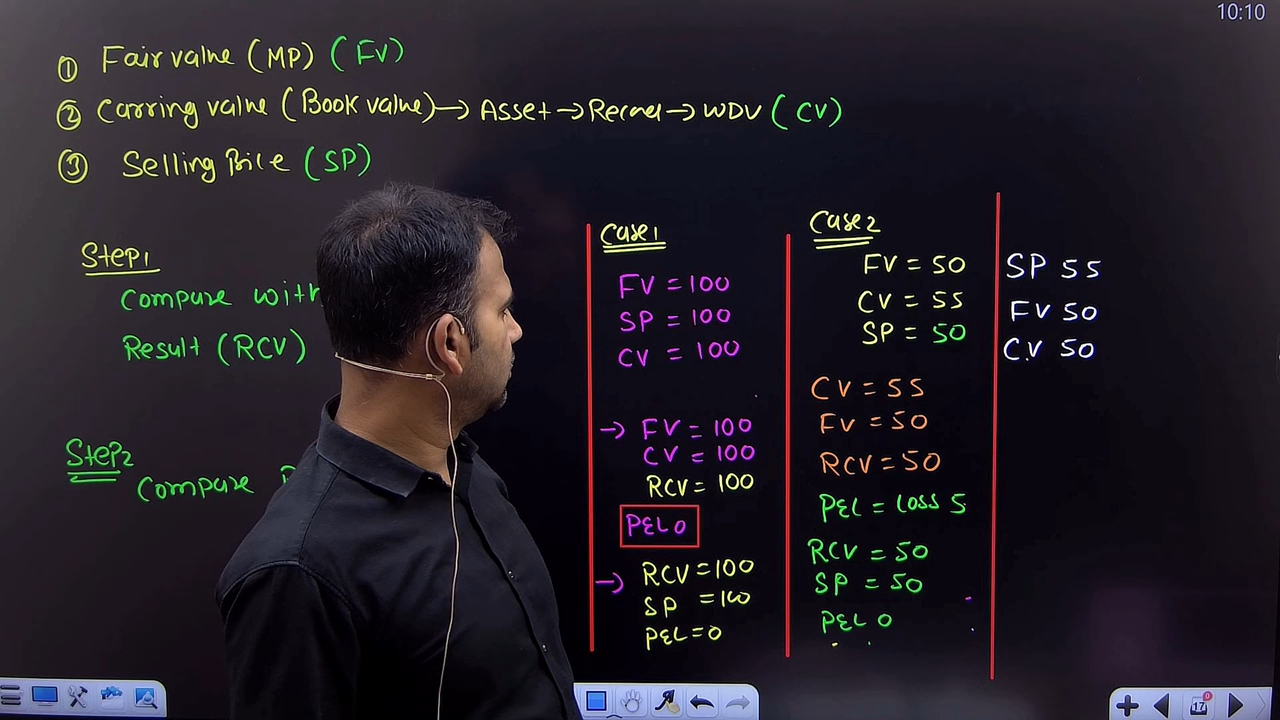 10:10
① Fair value (MP) (FV)
② Carring value (Book value) → Asset → Recmd → WDV (CV)
③ Selling Price (SP)
Step1
Compare with
Result (RCV)
Step2
Compare
Case1
FV = 100
SP = 100
CV = 100
→ FV = 100
CV = 100
RCV = 100
P&L 0
→ RCV = 100
SP = 100
P&L = 0
Case2
FV = 50
CV = 55
SP = 50
CV = 55
FV = 50
RCV = 50
P&L = Loss 5
RCV = 50
SP = 50
P&L 0
SP 55
FV 50
C.V 50
17
0